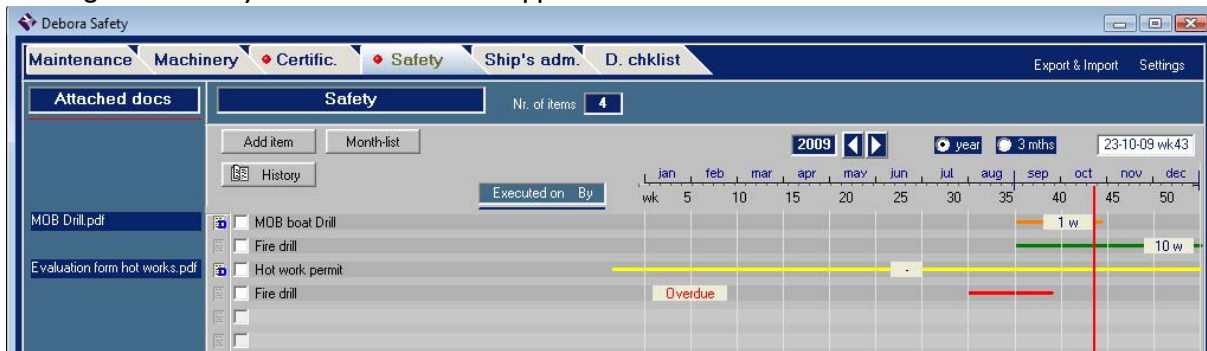 Debora Safety
Maintenance Machinery Certific. Safety Ship's adm. D. chklist Export & Import Settings
Attached docs Safety Nr. of items 4
Add item Month-list 2009 year 3 mths 23-10-09 wk43
History
jan feb mar apr may jun jul aug sep oct nov dec
Executed on By wk 5 10 15 20 25 30 35 40 45 50
MOB Drill.pdf MOB boat Drill 1 w
Fire drill 10 w
Evaluation form hot works.pdf Hot work permit -
Fire drill Overdue